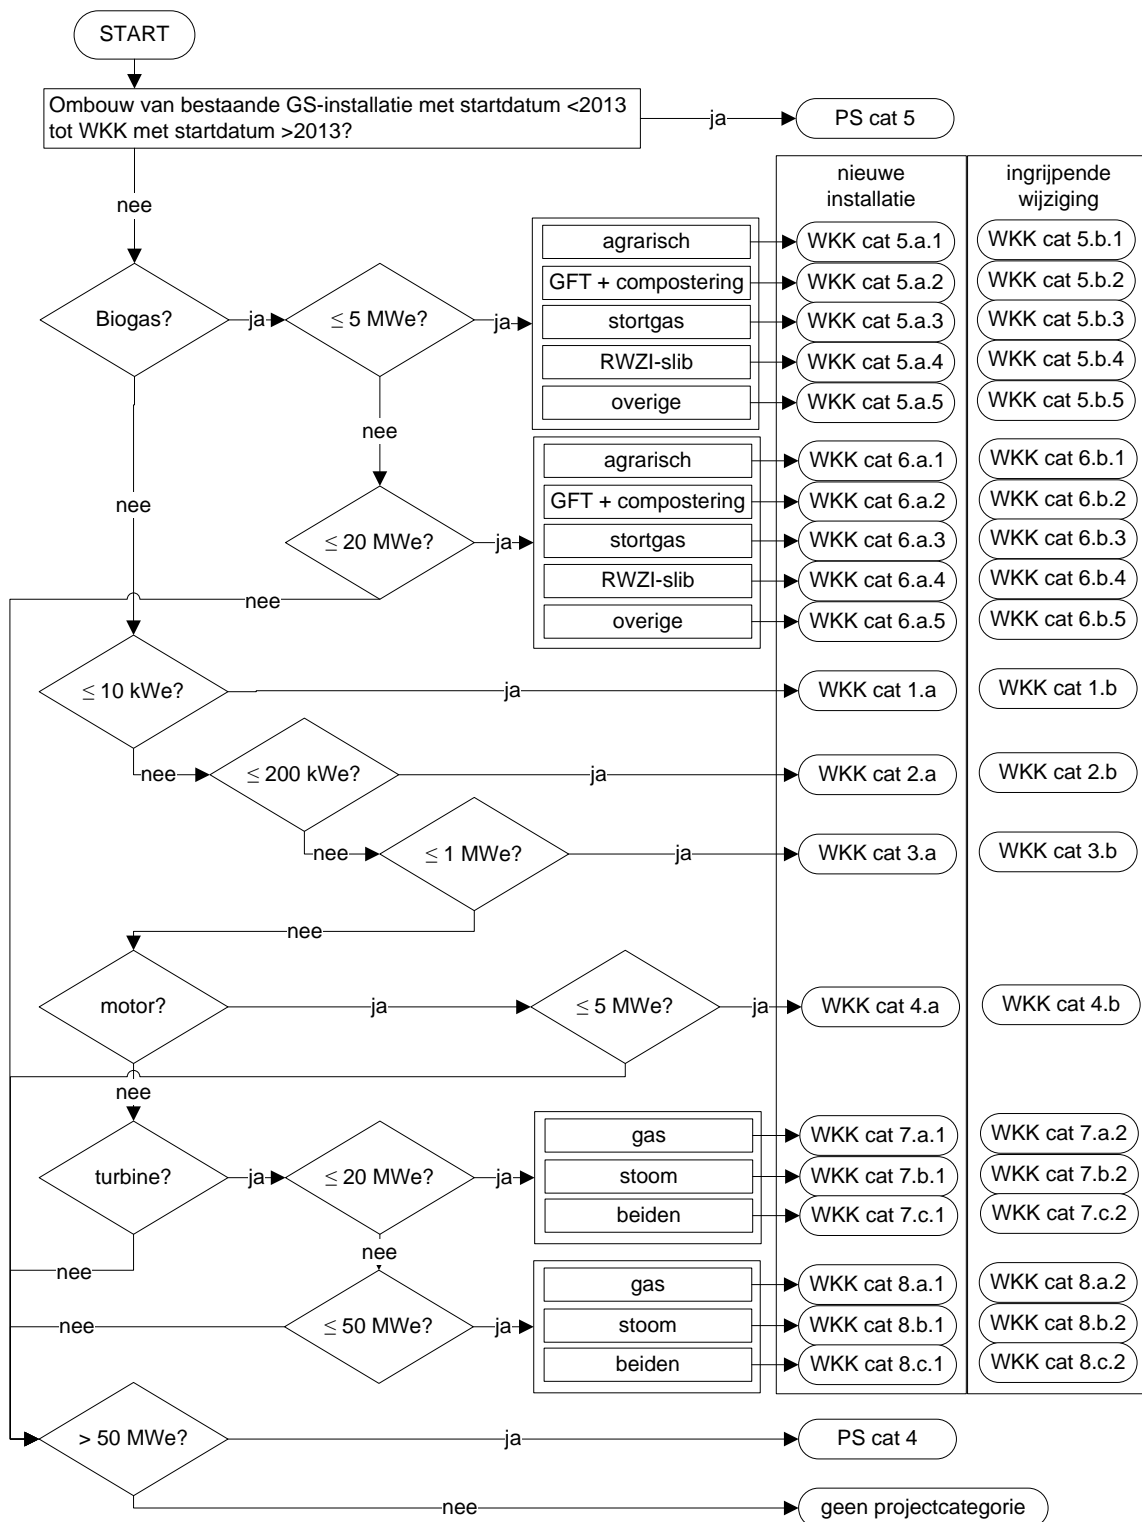 START
Ombouw van bestaande GS-installatie met startdatum <2013
tot WKK met startdatum >2013?
ja
PS cat 5
nee
nieuwe
installatie
ingrijpende
wijziging
Biogas?
ja
≤ 5 MWe?
ja
agrarisch
WKK cat 5.a.1
WKK cat 5.b.1
GFT + compostering
WKK cat 5.a.2
WKK cat 5.b.2
stortgas
WKK cat 5.a.3
WKK cat 5.b.3
RWZI-slib
WKK cat 5.a.4
WKK cat 5.b.4
overige
WKK cat 5.a.5
WKK cat 5.b.5
nee
nee
≤ 20 MWe?
ja
agrarisch
WKK cat 6.a.1
WKK cat 6.b.1
GFT + compostering
WKK cat 6.a.2
WKK cat 6.b.2
stortgas
WKK cat 6.a.3
WKK cat 6.b.3
RWZI-slib
WKK cat 6.a.4
WKK cat 6.b.4
overige
WKK cat 6.a.5
WKK cat 6.b.5
nee
≤ 10 kWe?
ja
WKK cat 1.a
WKK cat 1.b
nee
≤ 200 kWe?
ja
WKK cat 2.a
WKK cat 2.b
nee
≤ 1 MWe?
ja
WKK cat 3.a
WKK cat 3.b
nee
motor?
ja
≤ 5 MWe?
ja
WKK cat 4.a
WKK cat 4.b
nee
turbine?
ja
≤ 20 MWe?
ja
gas
WKK cat 7.a.1
WKK cat 7.a.2
stoom
WKK cat 7.b.1
WKK cat 7.b.2
beiden
WKK cat 7.c.1
WKK cat 7.c.2
nee
nee
nee
≤ 50 MWe?
ja
gas
WKK cat 8.a.1
WKK cat 8.a.2
stoom
WKK cat 8.b.1
WKK cat 8.b.2
beiden
WKK cat 8.c.1
WKK cat 8.c.2
> 50 MWe?
ja
PS cat 4
nee
geen projectcategorie